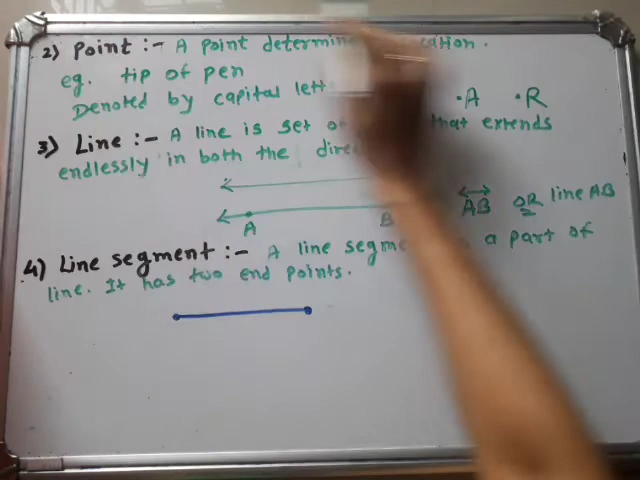 2) Point :- A point determine cation.
eg. tip of pen
Denoted by capital lett .A .R
3) Line :- A line is set of that extends
endlessly in both the dire
A B AB OR line AB
4) Line segment :- A line segme a part of
line. It has two end points.